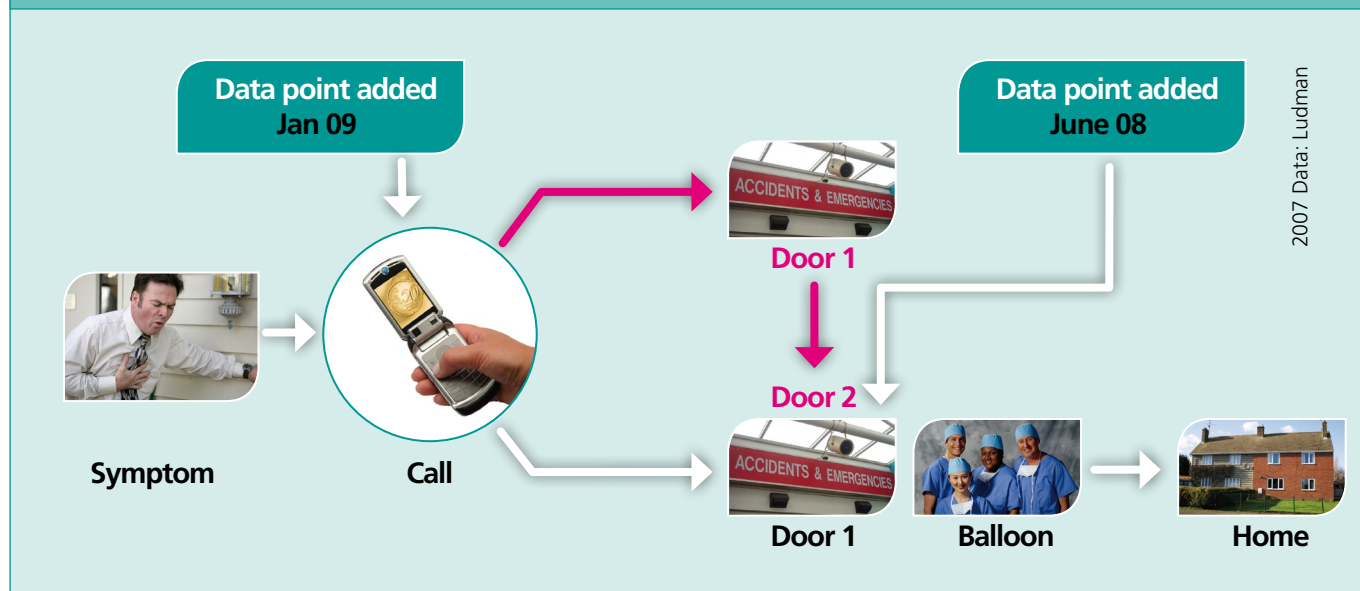 Data point added
Jan 09
Data point added
June 08
2007 Data: Ludman
ACCIDENTS & EMERGENCIES
Door 1
Door 2
ACCIDENTS & EMERGENCIES
Symptom
Call
Door 1
Balloon
Home